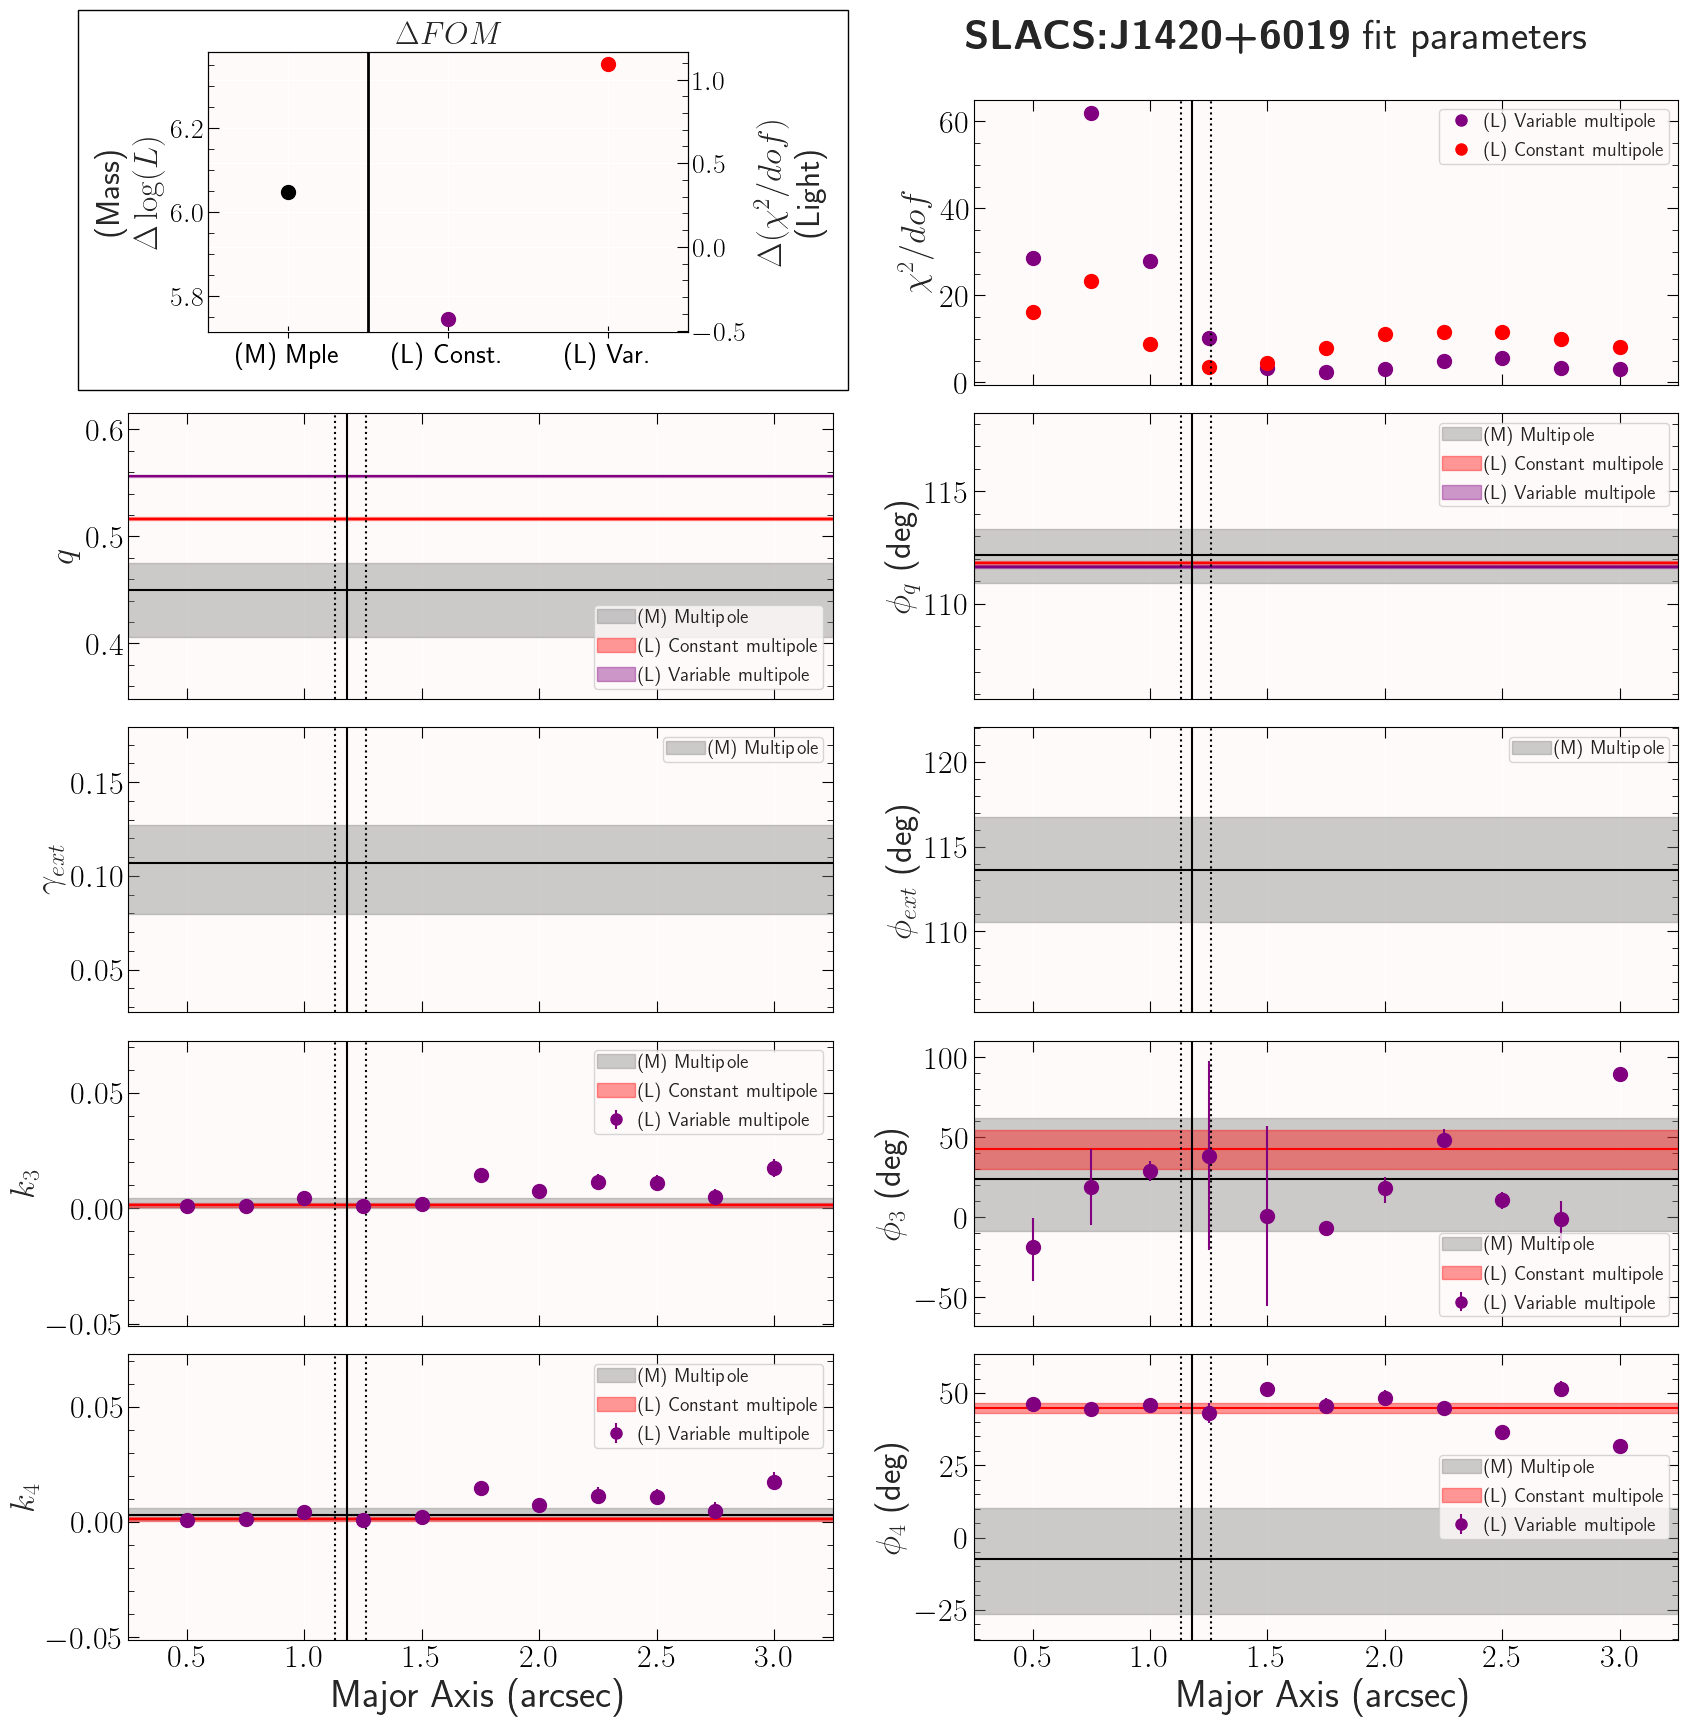 ΔFOM
SLACS:J1420+6019 fit parameters
(Mass)
Δ log(L)
6.2
6.0
5.8
1.0
0.5
0.0
−0.5
Δ(χ²/dof)
(Light)
(M) Mple
(L) Const.
(L) Var.
χ²/dof
60
40
20
0
(L) Variable multipole
(L) Constant multipole
q
0.6
0.5
0.4
(M) Multipole
(L) Constant multipole
(L) Variable multipole
ϕ_q (deg)
115
110
(M) Multipole
(L) Constant multipole
(L) Variable multipole
γ_ext
0.15
0.10
0.05
(M) Multipole
ϕ_ext (deg)
120
115
110
(M) Multipole
k₃
0.05
0.00
−0.05
(M) Multipole
(L) Constant multipole
(L) Variable multipole
ϕ₃ (deg)
100
50
0
−50
(M) Multipole
(L) Constant multipole
(L) Variable multipole
k₄
0.05
0.00
−0.05
(M) Multipole
(L) Constant multipole
(L) Variable multipole
0.5 1.0 1.5 2.0 2.5 3.0
Major Axis (arcsec)
ϕ₄ (deg)
50
25
0
−25
(M) Multipole
(L) Constant multipole
(L) Variable multipole
0.5 1.0 1.5 2.0 2.5 3.0
Major Axis (arcsec)